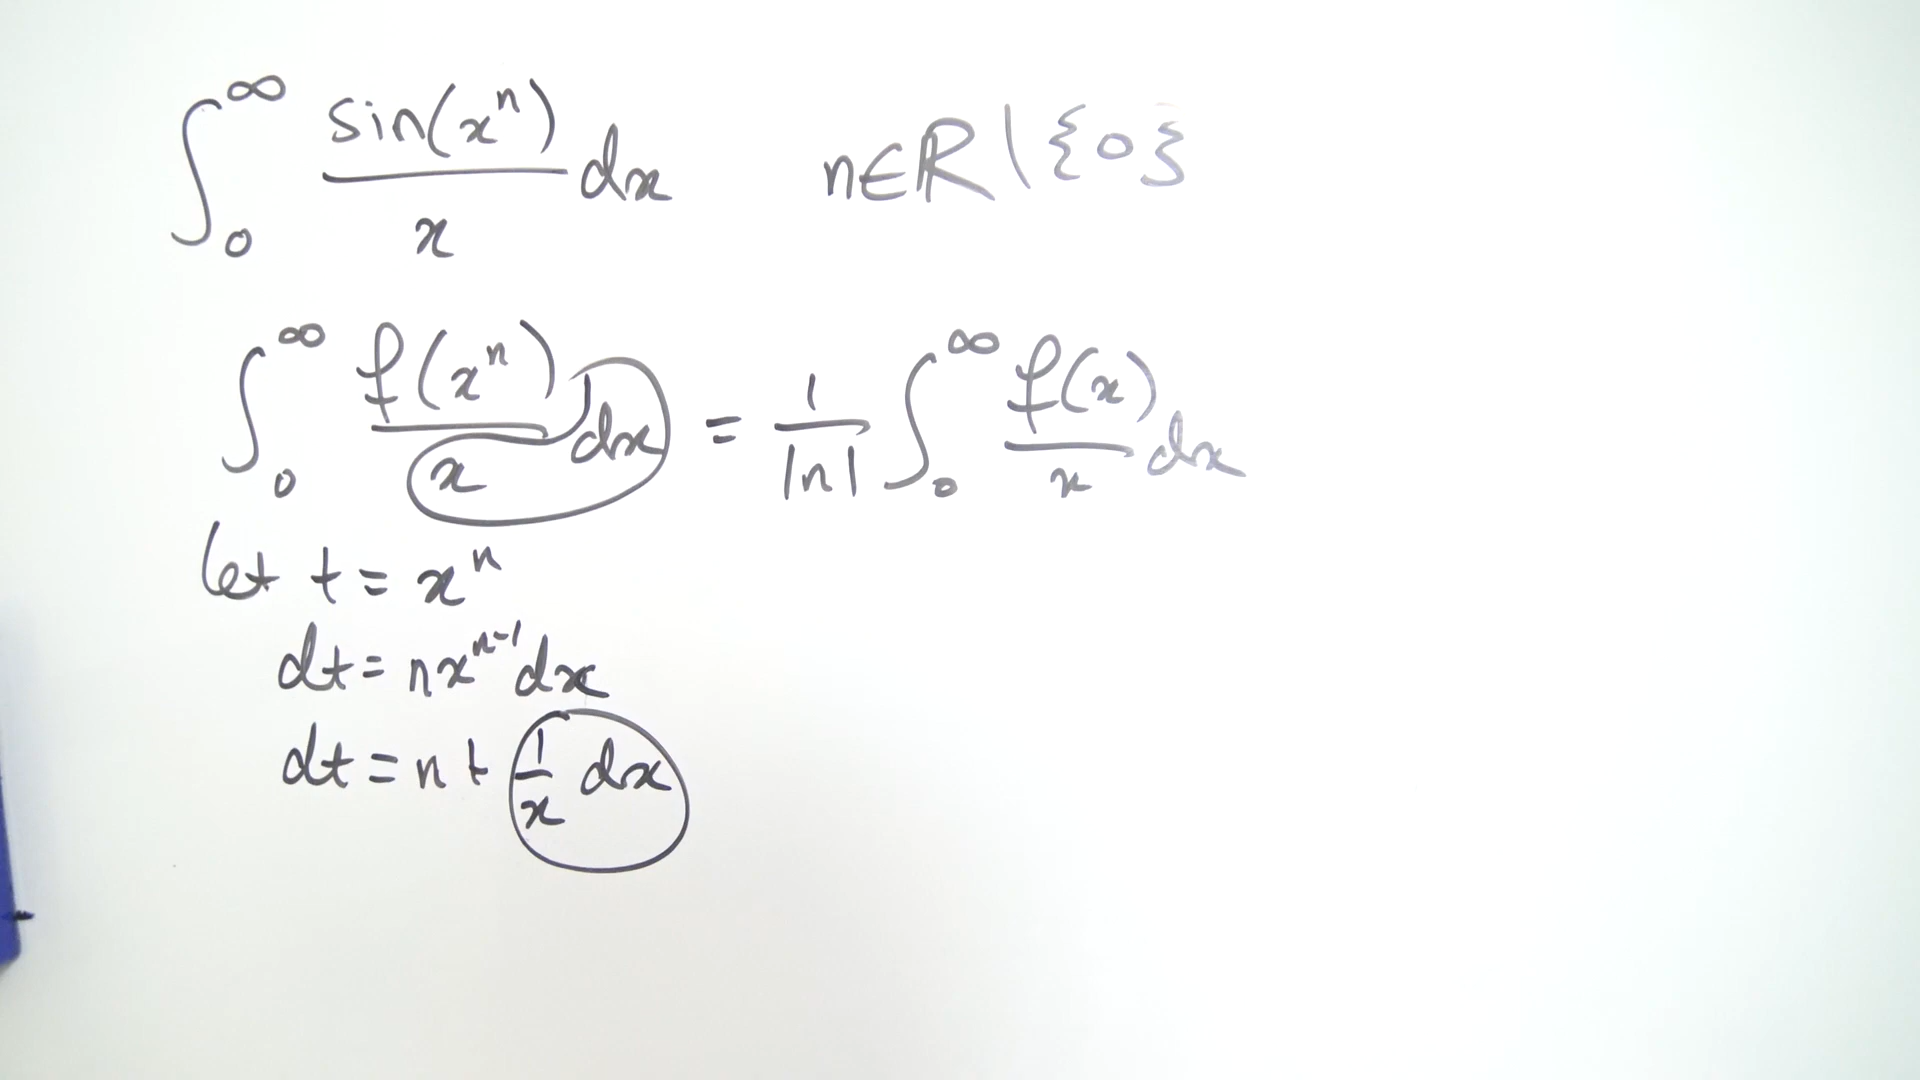 ∫₀^∞ sin(xⁿ)/x dx n∈ℝ∖{0}
∫₀^∞ f(xⁿ)/x dx = 1/|n| ∫₀^∞ f(x)/x dx
let t = xⁿ
dt = nxⁿ⁻¹dx
dt = n t 1/x dx